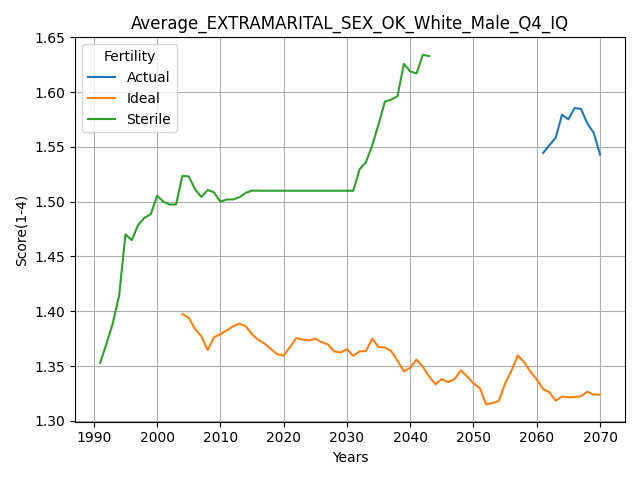 Average_EXTRAMARITAL_SEX_OK_White_Male_Q4_IQ
Score(1-4)
1.65
1.60
1.55
1.50
1.45
1.40
1.35
1.30
Fertility
Actual
Ideal
Sterile
1990 2000 2010 2020 2030 2040 2050 2060 2070
Years